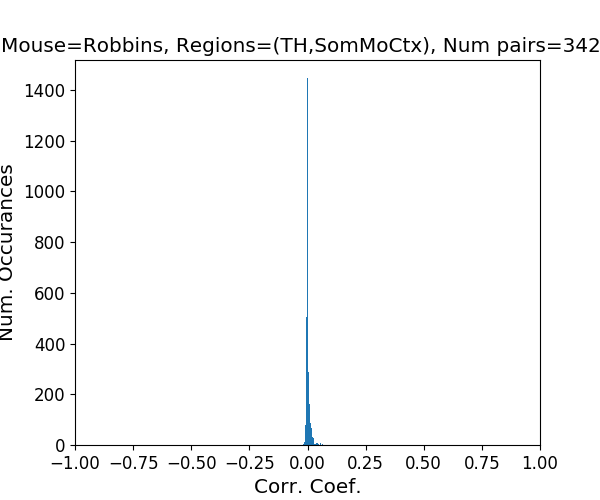 Mouse=Robbins, Regions=(TH,SomMoCtx), Num pairs=342
Num. Occurances
1400
1200
1000
800
600
400
200
0
−1.00 −0.75 −0.50 −0.25 0.00 0.25 0.50 0.75 1.00
Corr. Coef.